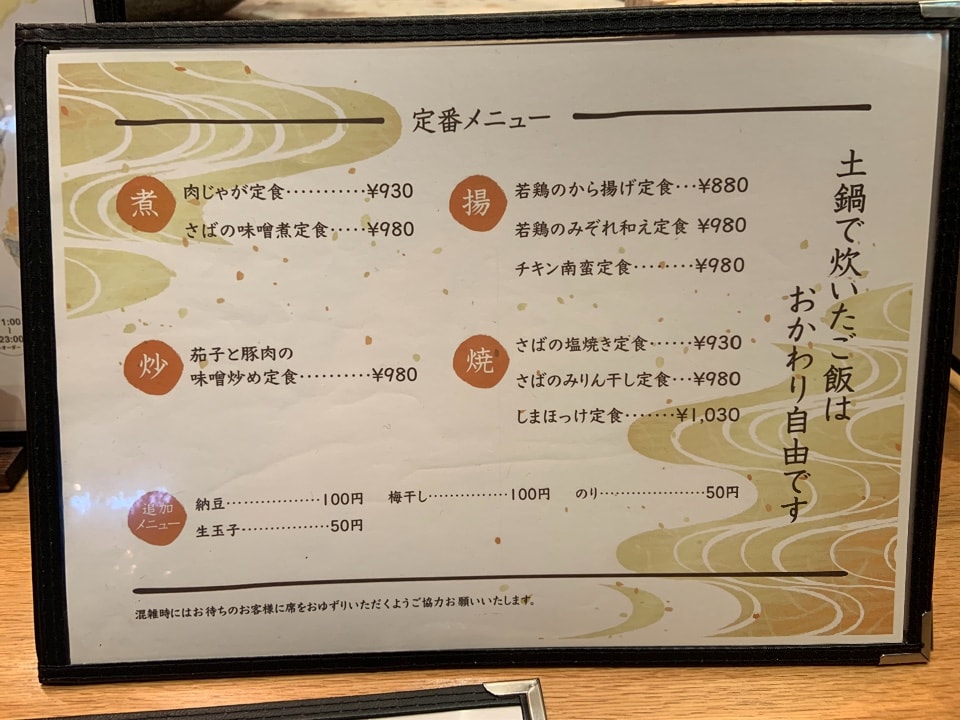 定番メニュー
煮
肉じゃが定食…………¥930
さばの味噌煮定食……¥980
揚
若鶏のから揚げ定食…¥880
若鶏のみぞれ和え定食 ¥980
チキン南蛮定食………¥980
炒
茄子と豚肉の
味噌炒め定食…………¥980
焼
さばの塩焼き定食……¥930
さばのみりん干し定食…¥980
しまほっけ定食………¥1,030
土鍋で炊いたご飯は
おかわり自由です
追加
メニュー
納豆………………100円
梅干し……………100円
のり…………………50円
生玉子………………50円
混雑時にはお待ちのお客様に席をおゆずりいただくようご協力お願いいたします。
1:00
23:00